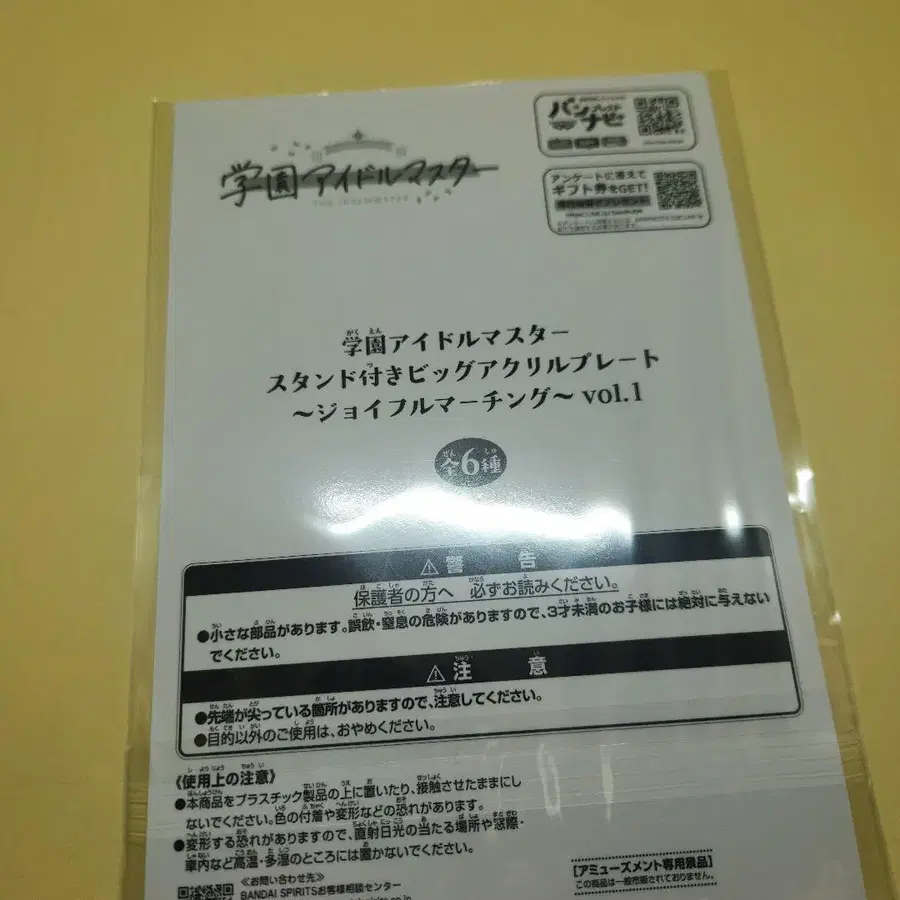 学園アイドルマスター
THE IDOLM@STER
バンプレスト
ナビ
アンケートに答えて
ギフト券をGET!
学園アイドルマスター
スタンド付きビッグアクリルプレート
～ジョイフルマーチング～ vol.1
全6種
⚠警告
保護者の方へ 必ずお読みください。
●小さな部品があります。誤飲・窒息の危険がありますので、3才未満のお子様には絶対に与えない
でください。
⚠注意
●先端が尖っている箇所がありますので、注意してください。
●目的以外のご使用は、おやめください。
《使用上の注意》
●本商品をプラスチック製品の上に置いたり、接触させたままにし
ないでください。色の付着や変形などの恐れがあります。
●変形する恐れがありますので、直射日光の当たる場所や窓際・
車内など高温・多湿のところには置かないでください。
≪お問い合わせ先≫
BANDAI SPIRITSお客様相談センター
[アミューズメント専用景品]
この商品は一般市販されておりません。